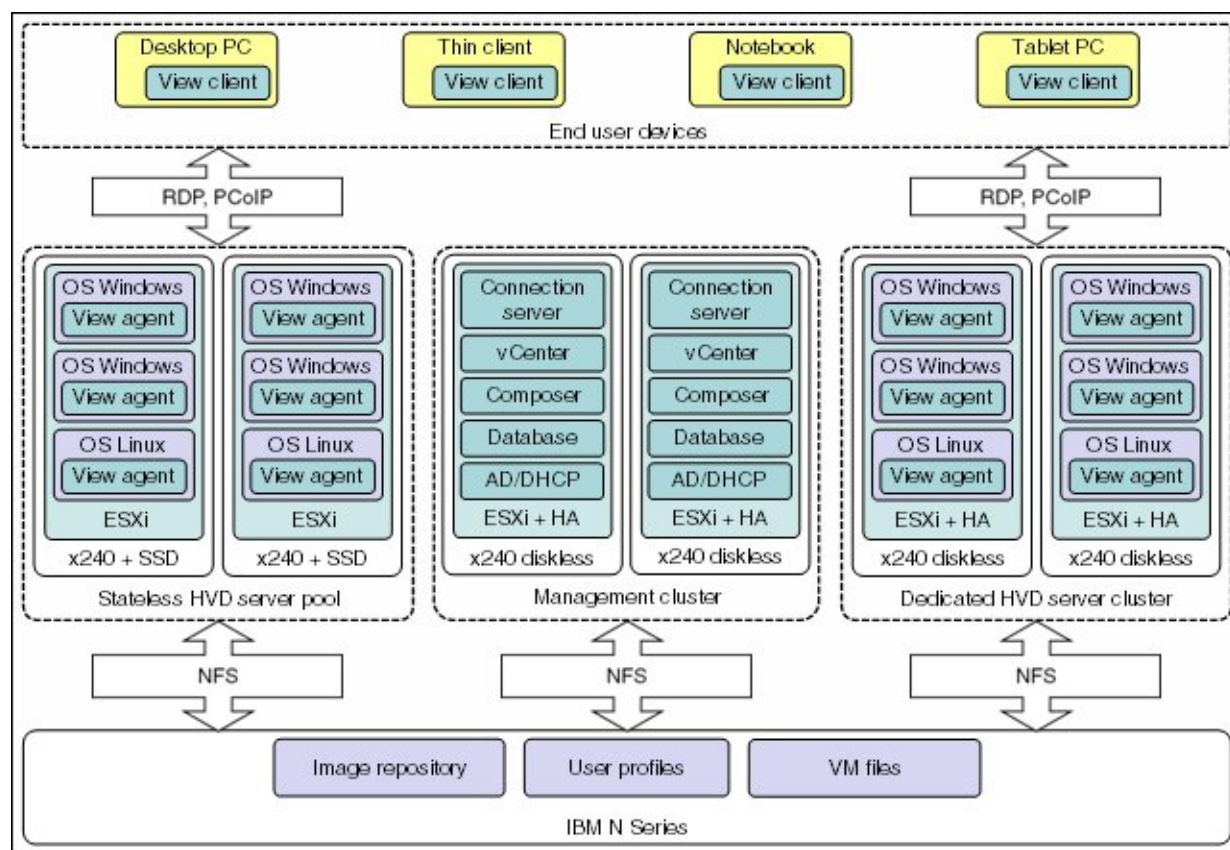 Desktop PC
View client
Thin client
View client
Notebook
View client
Tablet PC
View client
End user devices
RDP, PCoIP
RDP, PCoIP
OS Windows
View agent
OS Windows
View agent
OS Linux
View agent
ESXi
x240 + SSD
OS Windows
View agent
OS Windows
View agent
OS Linux
View agent
ESXi
x240 + SSD
Stateless HVD server pool
Connection
server
vCenter
Composer
Database
AD/DHCP
ESXi + HA
x240 diskless
Connection
server
vCenter
Composer
Database
AD/DHCP
ESXi + HA
x240 diskless
Management cluster
OS Windows
View agent
OS Windows
View agent
OS Linux
View agent
ESXi + HA
x240 diskless
OS Windows
View agent
OS Windows
View agent
OS Linux
View agent
ESXi + HA
x240 diskless
Dedicated HVD server cluster
NFS
NFS
NFS
Image repository
User profiles
VM files
IBM N Series